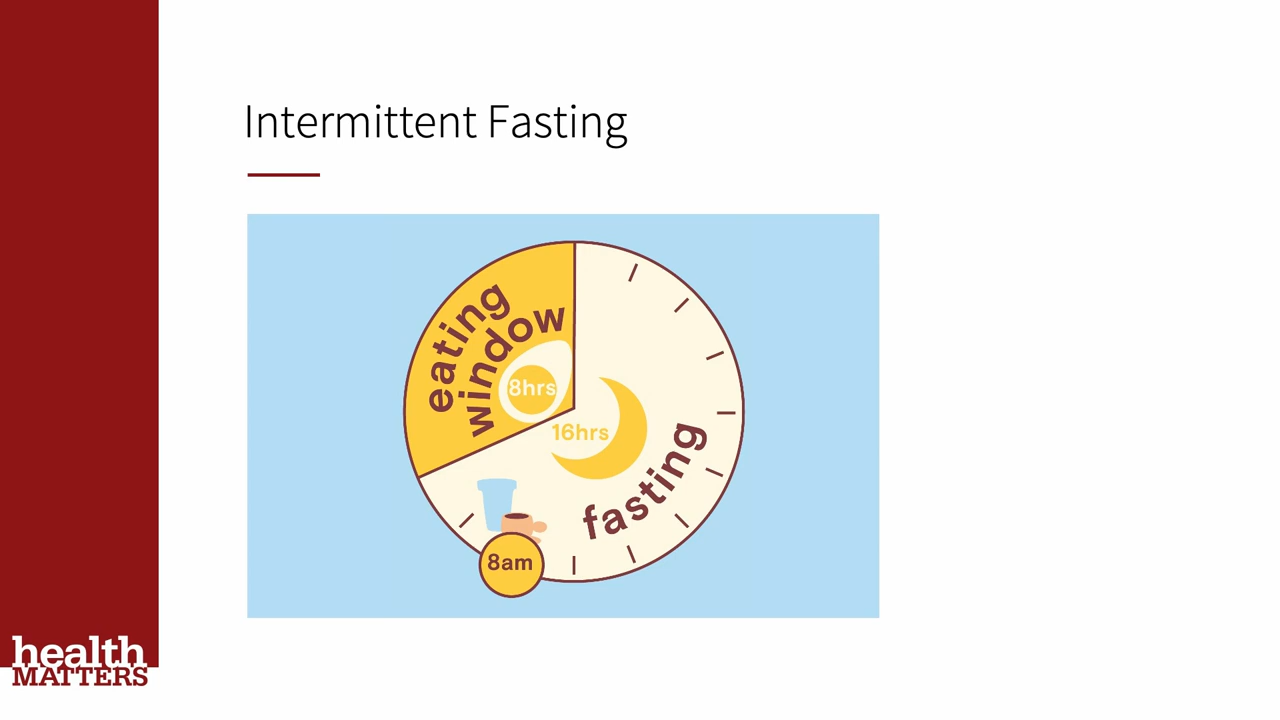 Intermittent Fasting
eating
window
8hrs
16hrs
fasting
8am
health
MATTERS